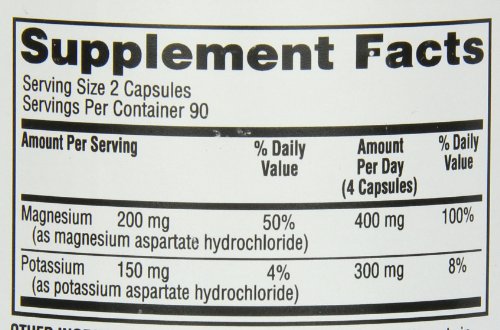 Supplement Facts
Serving Size 2 Capsules
Servings Per Container 90
Amount Per Serving % Daily Value Amount Per Day (4 Capsules) % Daily Value
Magnesium 200 mg 50% 400 mg 100%
(as magnesium aspartate hydrochloride)
Potassium 150 mg 4% 300 mg 8%
(as potassium aspartate hydrochloride)